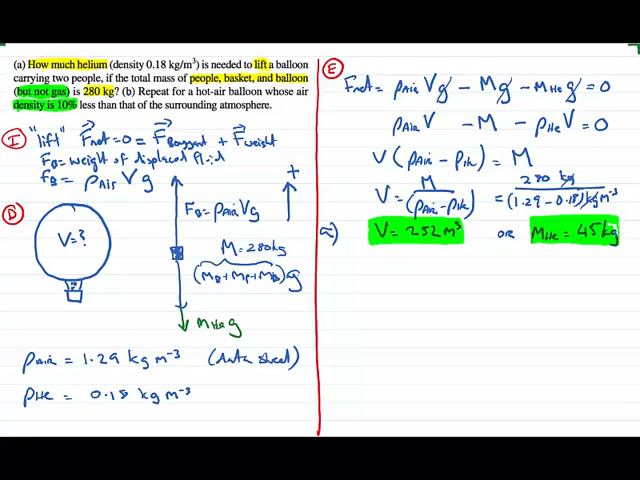 (a) How much helium (density 0.18 kg/m³) is needed to lift a balloon
carrying two people, if the total mass of people, basket, and balloon
(but not gas) is 280 kg? (b) Repeat for a hot-air balloon whose air
density is 10% less than that of the surrounding atmosphere.
I "lift" F⃗net = 0 = F⃗Buoyant + F⃗weight
FB = weight of displaced fluid
FB = ρAir V g
D
V = ?
+
FB = ρAir V g
M = 280kg
(MB + MP + MB) g
MHe g
ρAir = 1.29 kg m⁻³ (data sheet)
ρHe = 0.18 kg m⁻³
E
Fnet = ρAir V g − M g − MHe g = 0
ρAir V − M − ρHe V = 0
V (ρAir − ρHe) = M
V = M / (ρAir − ρHe) = 280 kg / (1.29 − 0.18) kg m⁻³
a) V = 252 m³ OR MHe = 45 kg